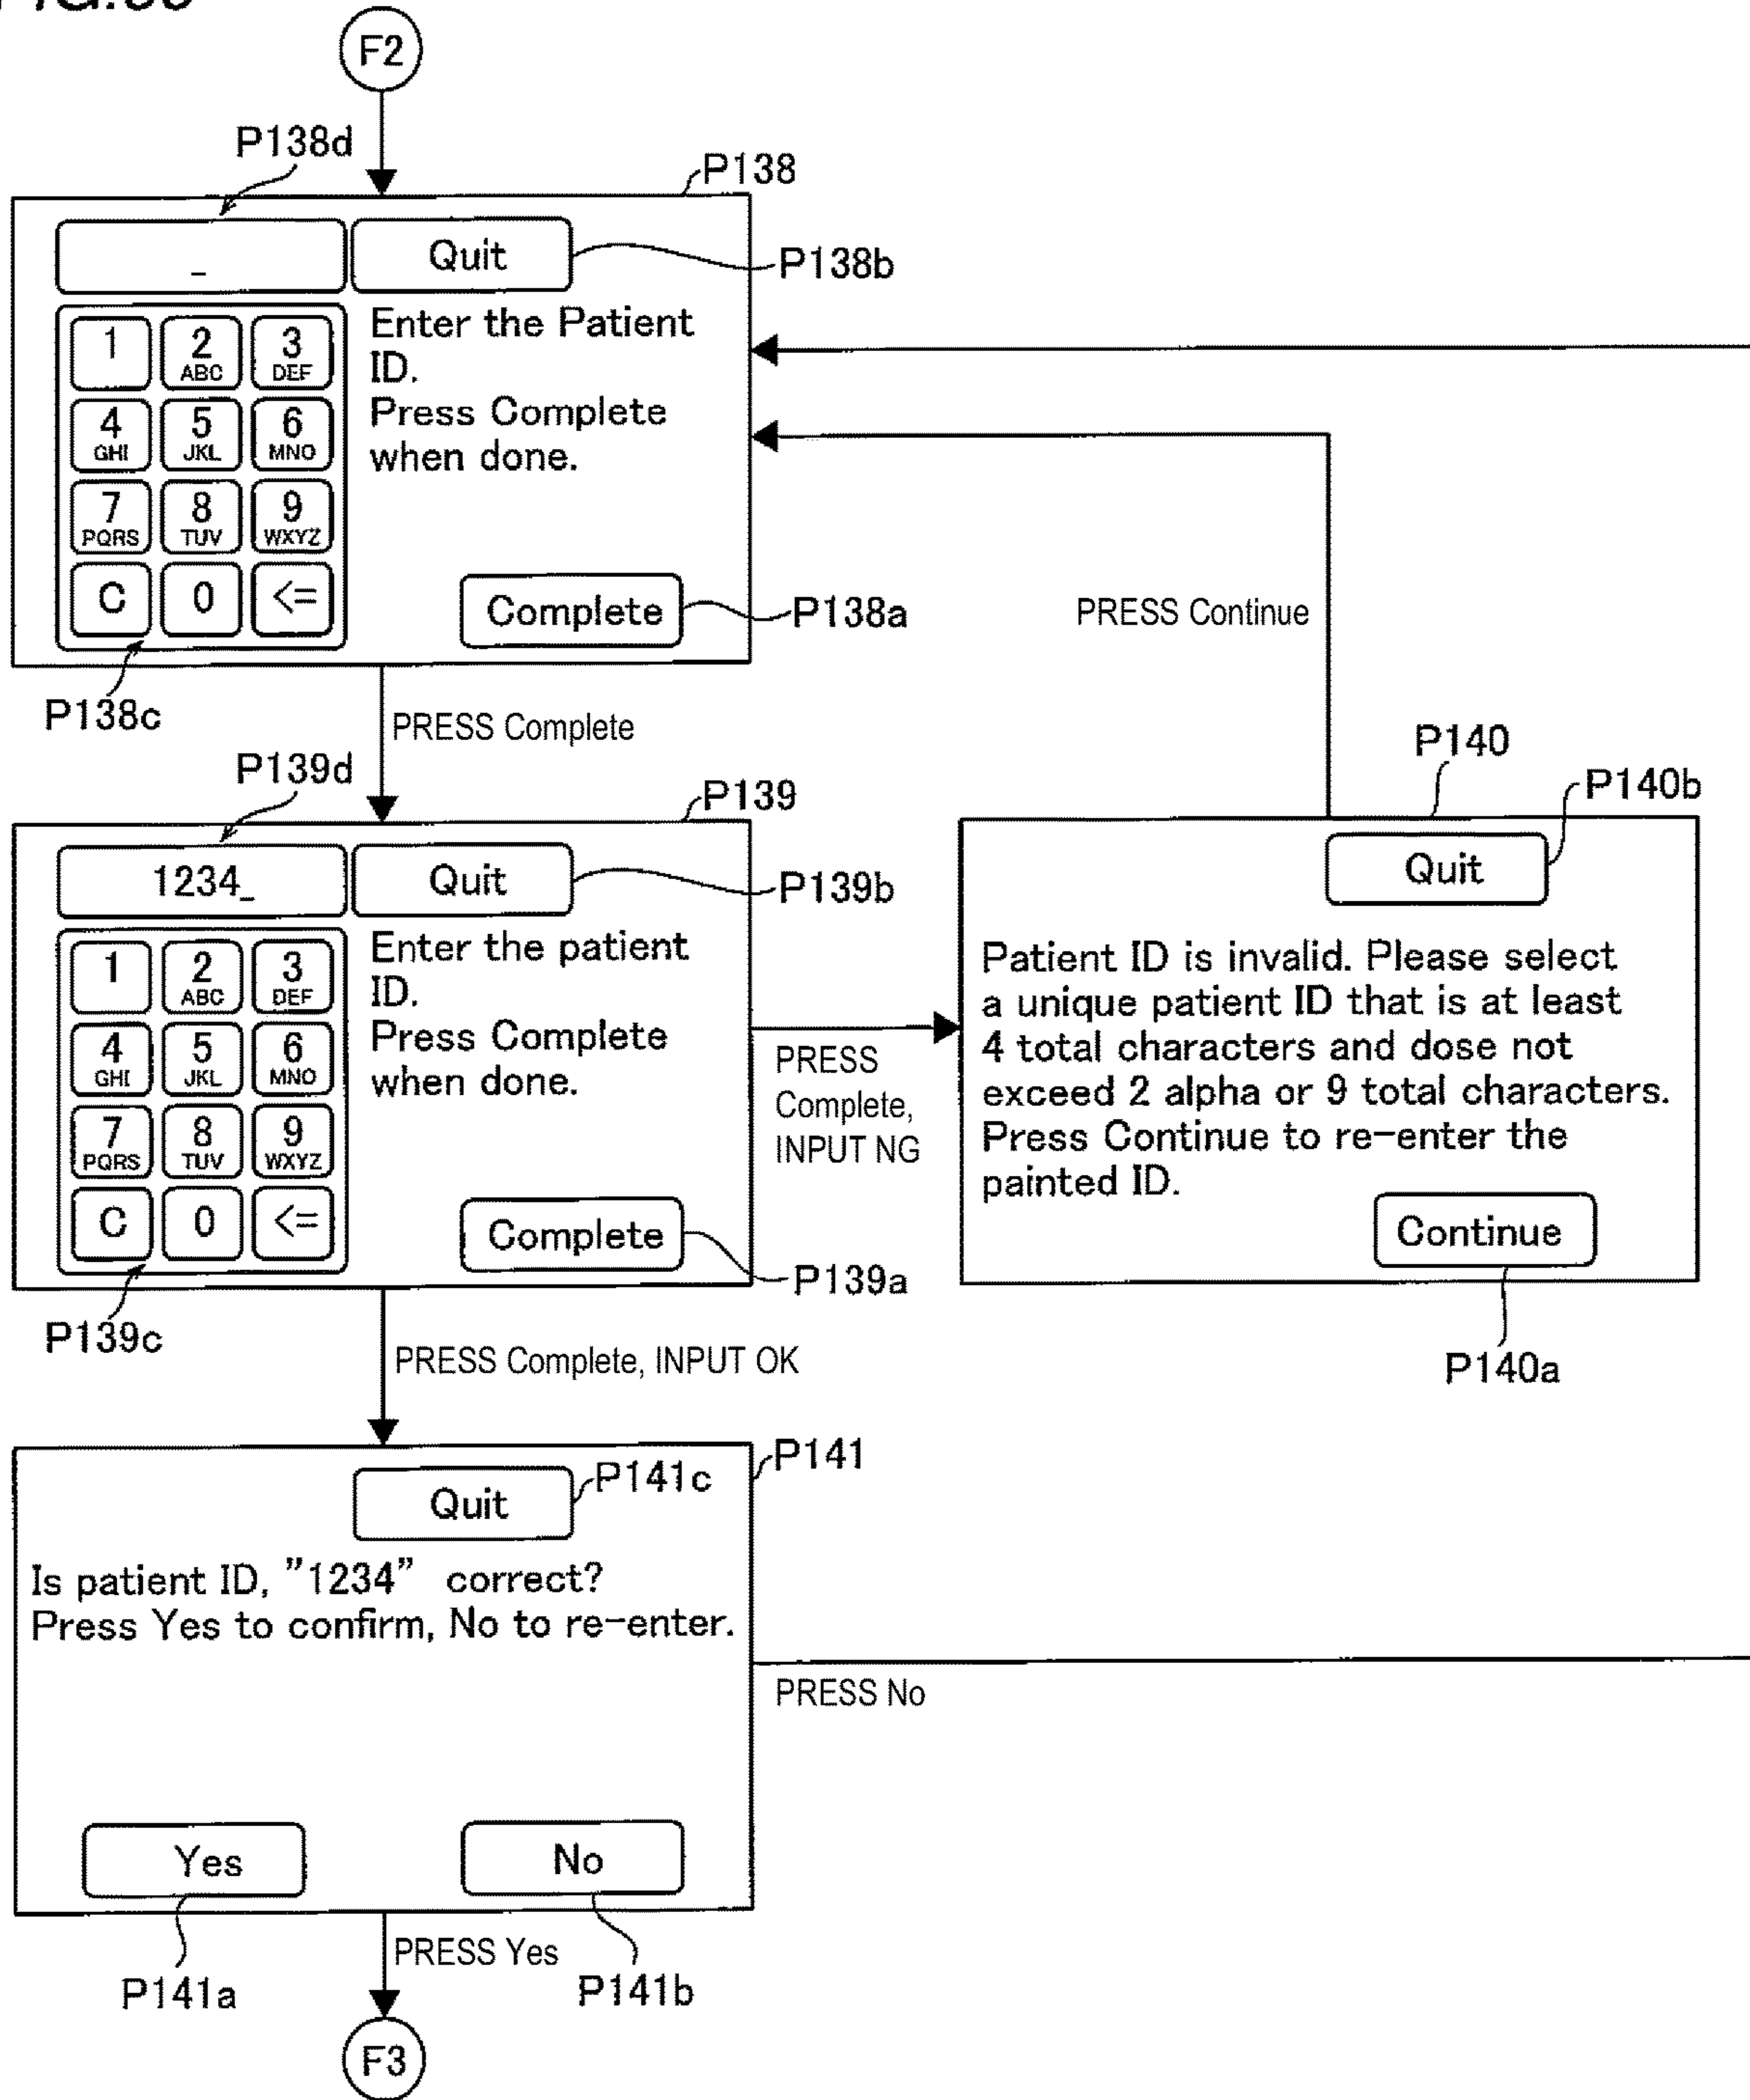 F2
P138d
P138
_
Quit
P138b
1
2
ABC
3
DEF
4
GHI
5
JKL
6
MNO
7
PQRS
8
TUV
9
WXYZ
C
0
<=
Enter the Patient
ID.
Press Complete
when done.
Complete
P138a
P138c
PRESS Complete
PRESS Continue
P139d
P139
1234_
Quit
P139b
1
2
ABC
3
DEF
4
GHI
5
JKL
6
MNO
7
PQRS
8
TUV
9
WXYZ
C
0
<=
Enter the patient
ID.
Press Complete
when done.
Complete
P139a
P139c
PRESS
Complete,
INPUT NG
P140
P140b
Quit
Patient ID is invalid. Please select
a unique patient ID that is at least
4 total characters and dose not
exceed 2 alpha or 9 total characters.
Press Continue to re-enter the
painted ID.
Continue
P140a
PRESS Complete, INPUT OK
P141
Quit
P141c
Is patient ID, "1234" correct?
Press Yes to confirm, No to re-enter.
PRESS No
Yes
No
P141a
PRESS Yes
P141b
F3